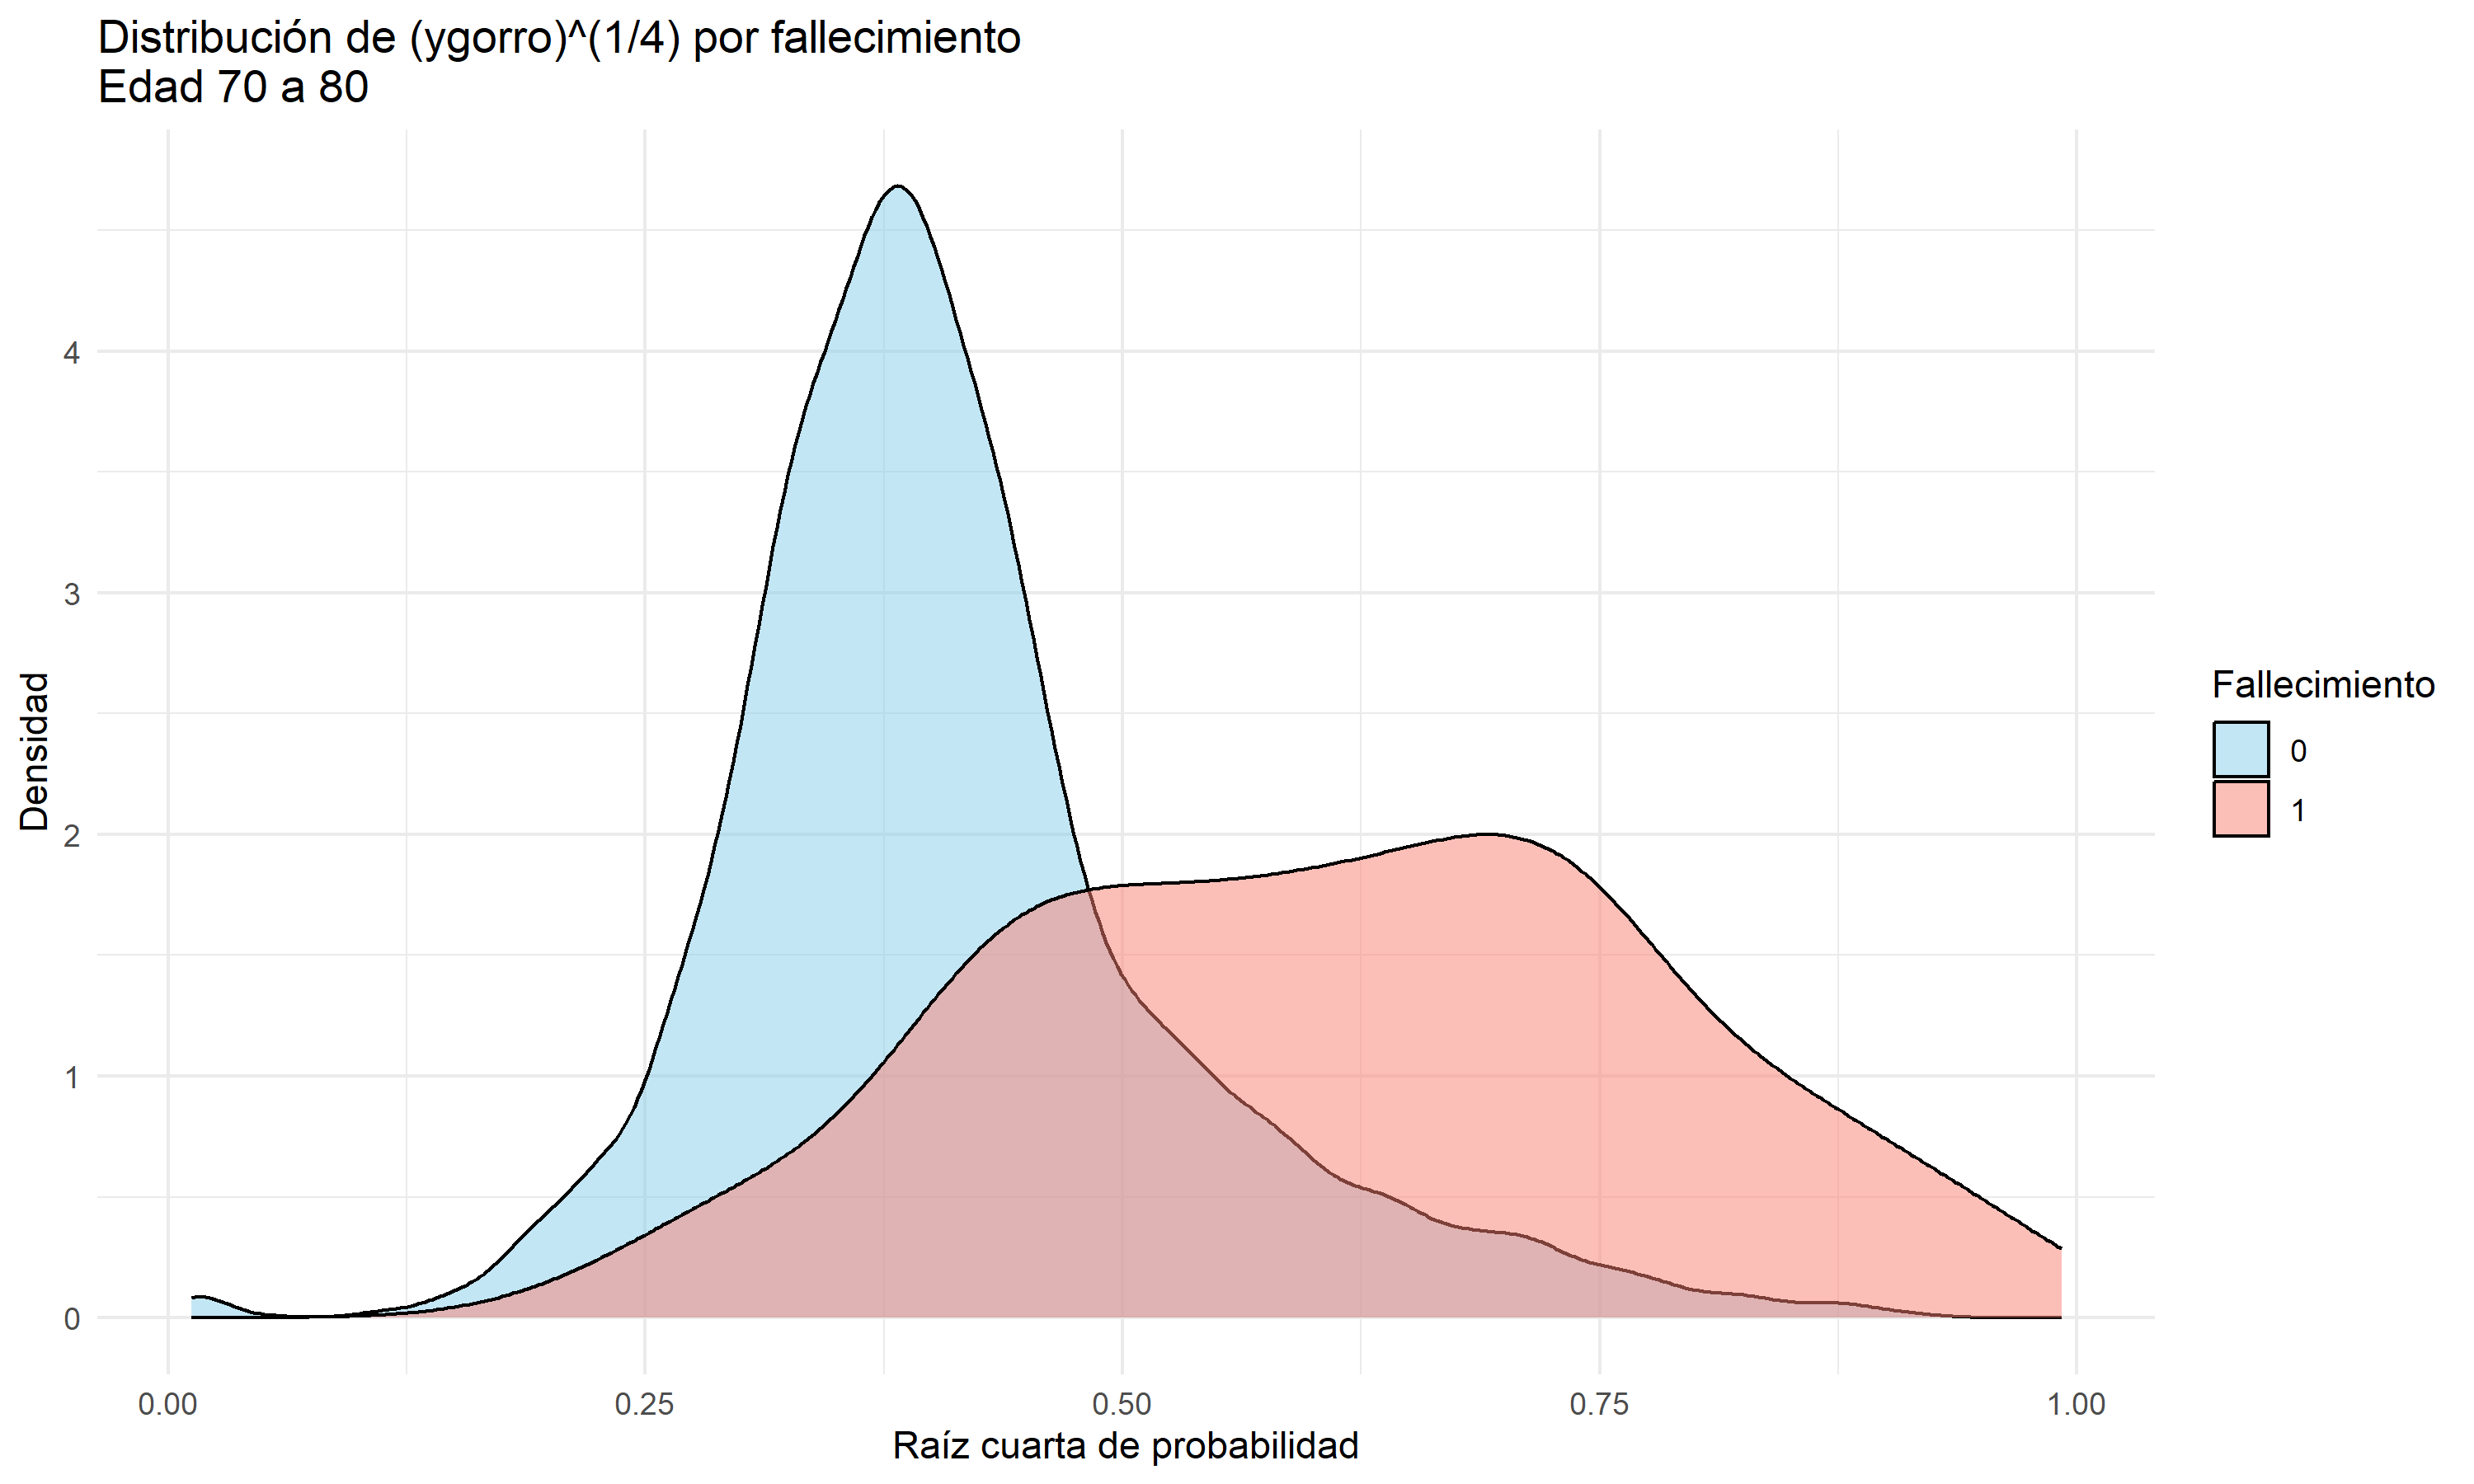 Distribución de (ygorro)^(1/4) por fallecimiento
Edad 70 a 80
Densidad
4
3
2
1
0
0.00 0.25 0.50 0.75 1.00
Raíz cuarta de probabilidad
Fallecimiento
0
1